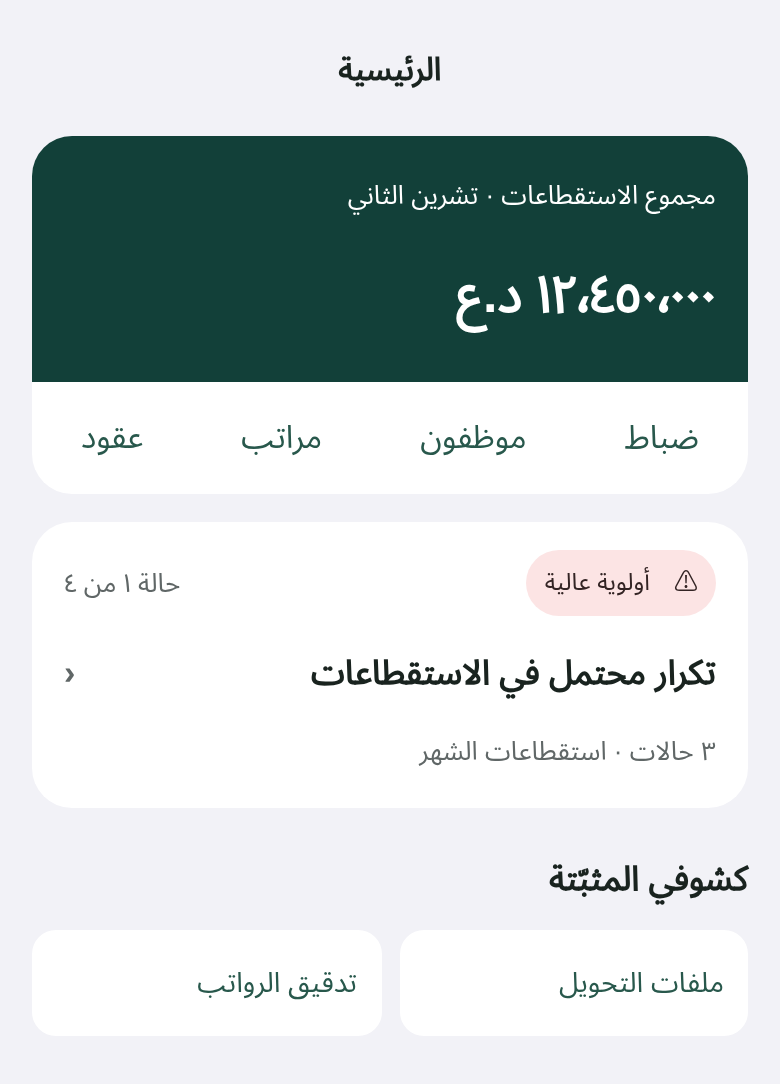 الرئيسية
مجموع الاستقطاعات · تشرين الثاني
١٢،٤٥٠،٠٠٠ د.ع
ضباط موظفون مراتب عقود
أولوية عالية حالة ١ من ٤
تكرار محتمل في الاستقطاعات
٣ حالات · استقطاعات الشهر
كشوفي المثبّتة
ملفات التحويل تدقيق الرواتب